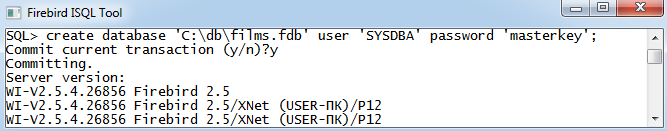 Firebird ISQL Tool
SQL> create database 'C:\db\films.fdb' user 'SYSDBA' password 'masterkey';
Commit current transaction (y/n)?y
Committing.
Server version:
WI-V2.5.4.26856 Firebird 2.5
WI-V2.5.4.26856 Firebird 2.5/XNet (USER-ПК)/P12
WI-V2.5.4.26856 Firebird 2.5/XNet (USER-ПК)/P12